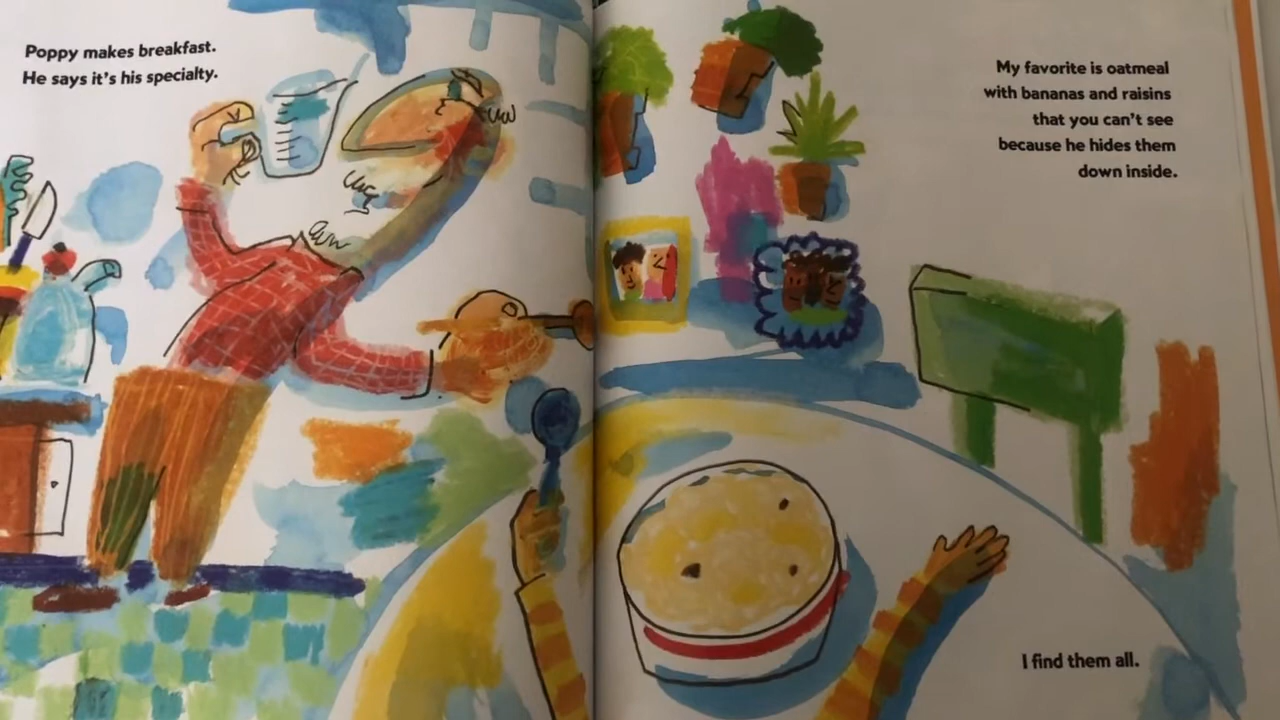 Poppy makes breakfast.
He says it's his specialty.
My favorite is oatmeal
with bananas and raisins
that you can't see
because he hides them
down inside.
I find them all.